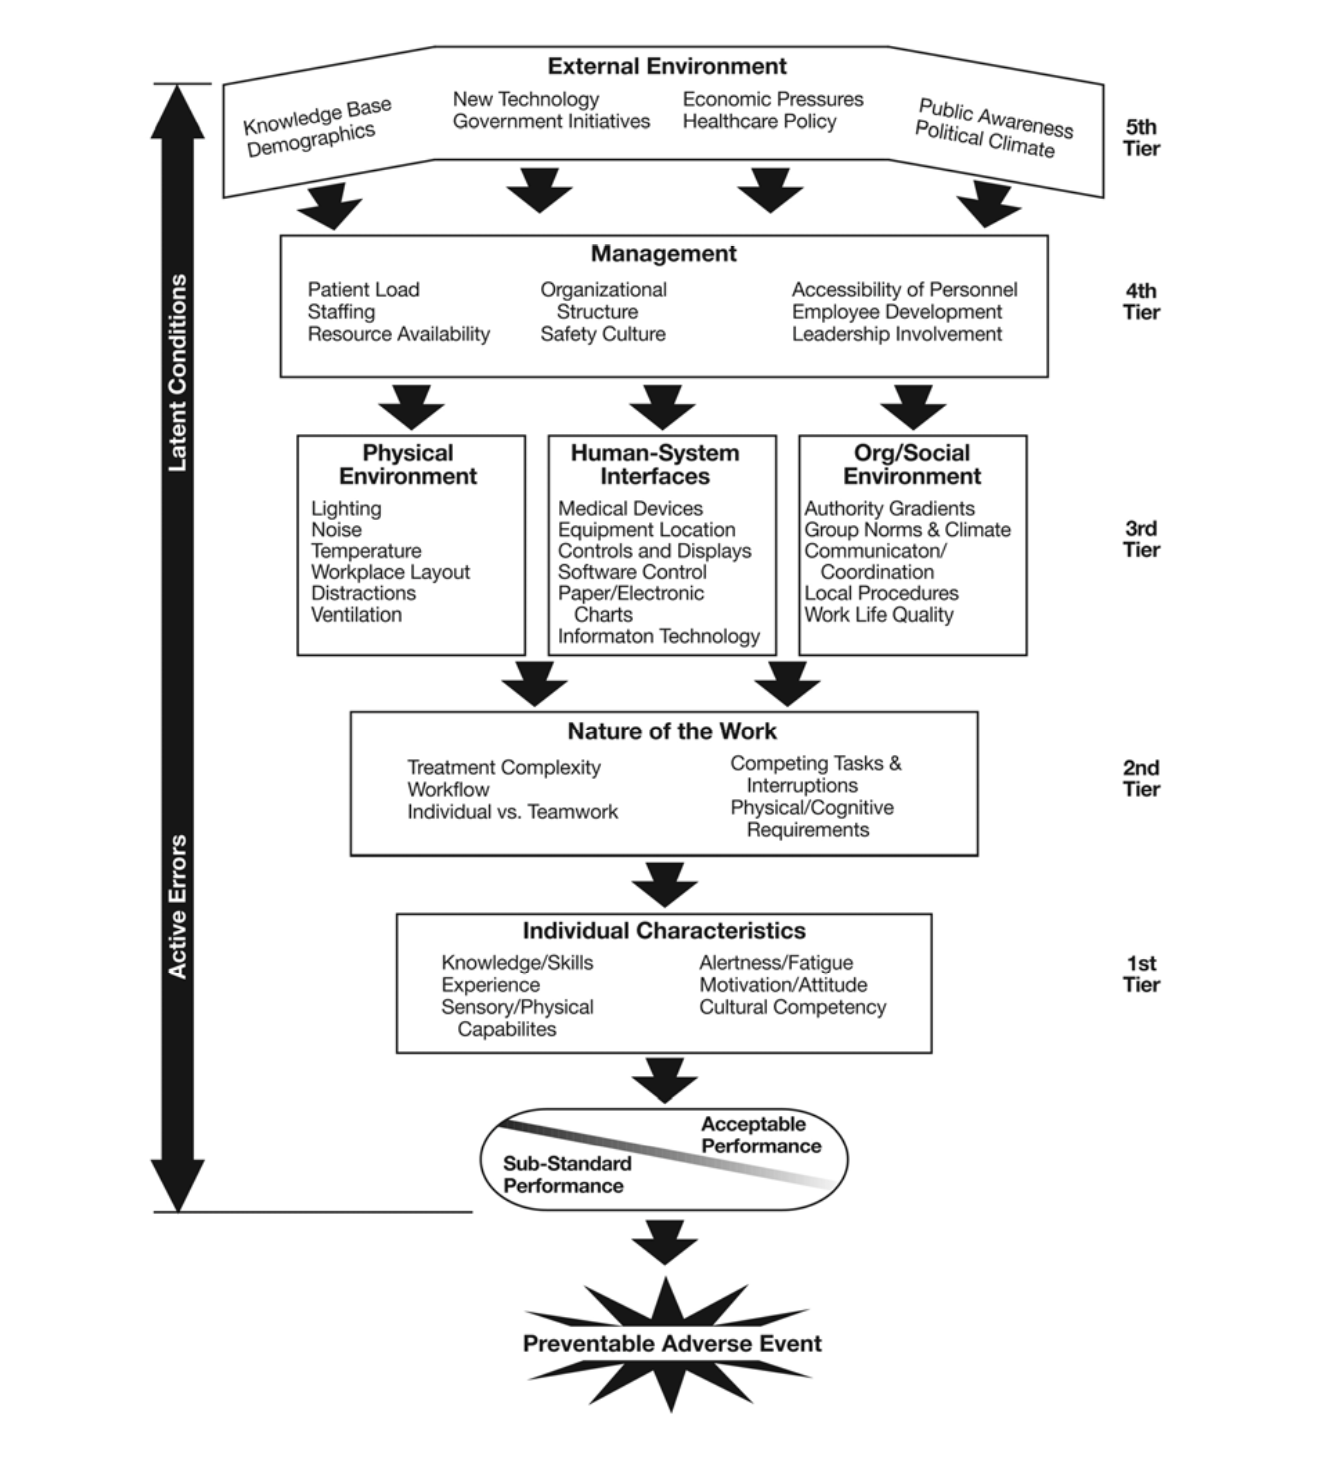 External Environment
Knowledge Base
Demographics
New Technology
Government Initiatives
Economic Pressures
Healthcare Policy
Public Awareness
Political Climate
5th
Tier
Management
Patient Load
Staffing
Resource Availability
Organizational
Structure
Safety Culture
Accessibility of Personnel
Employee Development
Leadership Involvement
4th
Tier
Latent Conditions
Physical
Environment
Lighting
Noise
Temperature
Workplace Layout
Distractions
Ventilation
Human-System
Interfaces
Medical Devices
Equipment Location
Controls and Displays
Software Control
Paper/Electronic
Charts
Informaton Technology
Org/Social
Environment
Authority Gradients
Group Norms & Climate
Communicaton/
Coordination
Local Procedures
Work Life Quality
3rd
Tier
Nature of the Work
Treatment Complexity
Workflow
Individual vs. Teamwork
Competing Tasks &
Interruptions
Physical/Cognitive
Requirements
2nd
Tier
Active Errors
Individual Characteristics
Knowledge/Skills
Experience
Sensory/Physical
Capabilites
Alertness/Fatigue
Motivation/Attitude
Cultural Competency
1st
Tier
Acceptable
Performance
Sub-Standard
Performance
Preventable Adverse Event